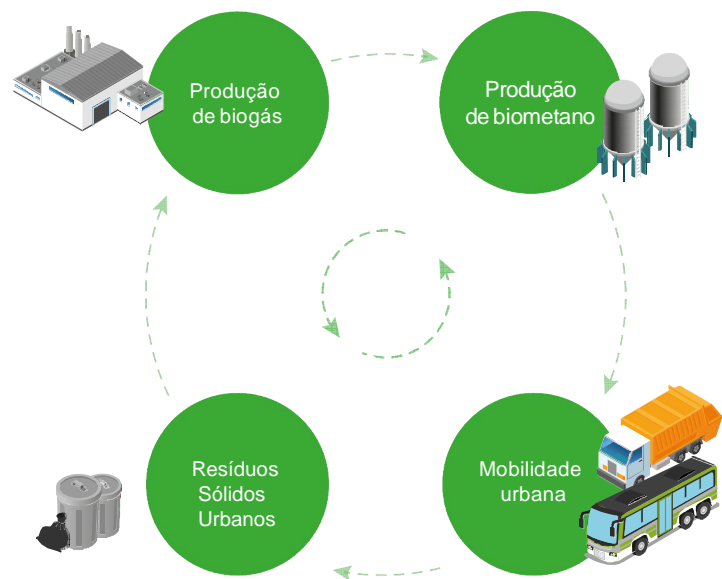 Produção
de biogás
Produção
de biometano
Resíduos
Sólidos
Urbanos
Mobilidade
urbana